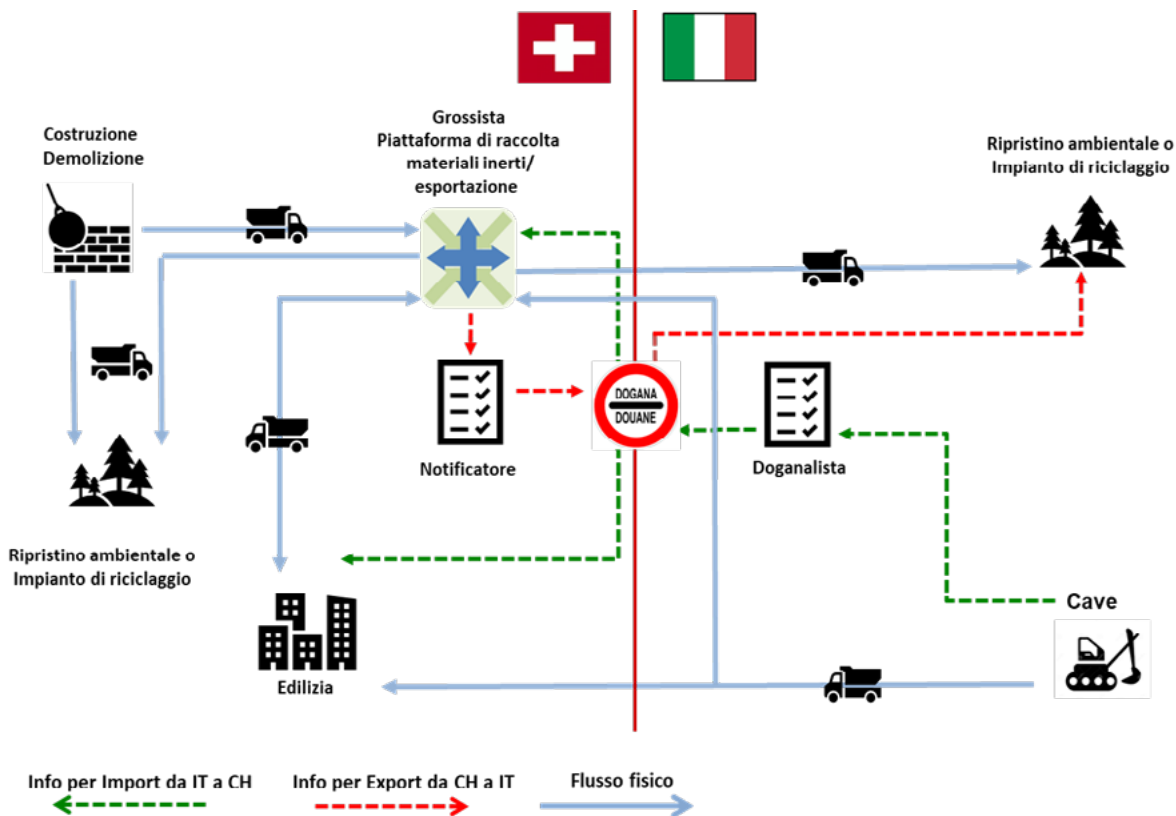 Grossista
Piattaforma di raccolta
materiali inerti/
esportazione
Costruzione
Demolizione
Ripristino ambientale o
Impianto di riciclaggio
DOGANA
DOUANE
Notificatore
Doganalista
Ripristino ambientale o
Impianto di riciclaggio
Cave
Edilizia
Info per Import da IT a CH
Info per Export da CH a IT
Flusso fisico